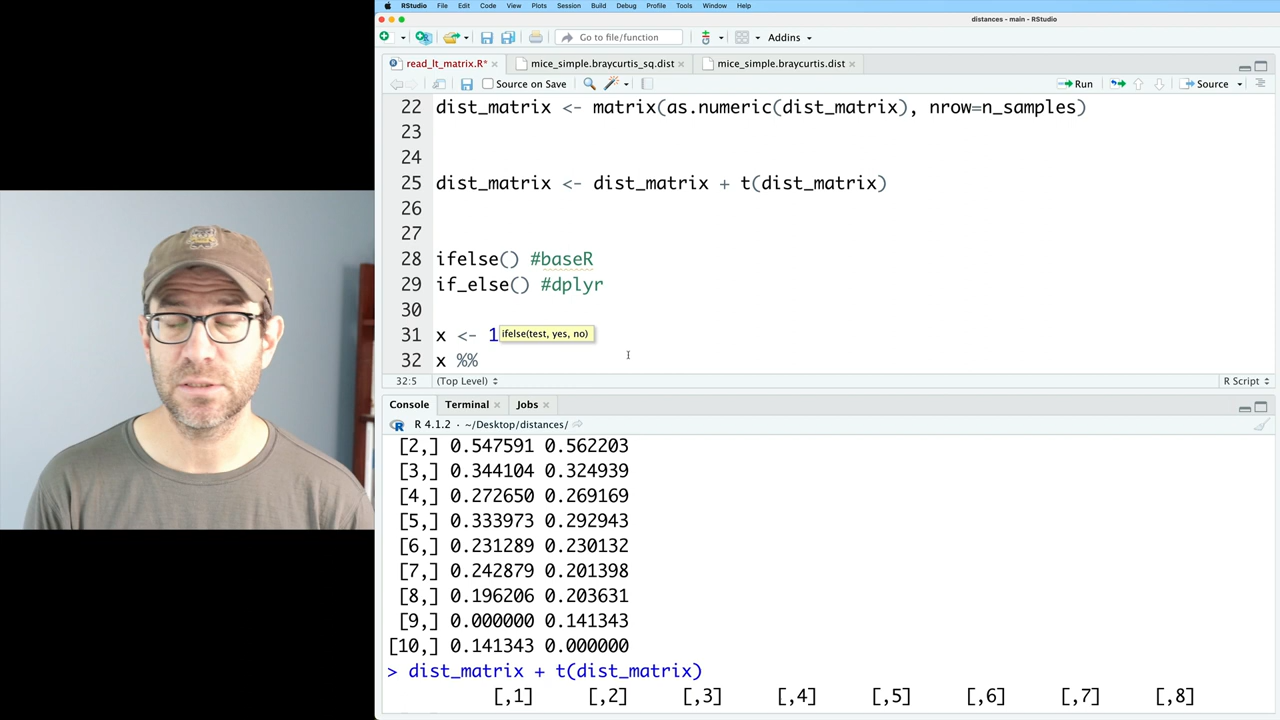 RStudio File Edit Code View Plots Session Build Debug Profile Tools Window Help
distances - main - RStudio
Go to file/function Addins
read_lt_matrix.R* mice_simple.braycurtis_sq.dist mice_simple.braycurtis.dist
Source on Save Run Source
22 dist_matrix <- matrix(as.numeric(dist_matrix), nrow=n_samples)
23
24
25 dist_matrix <- dist_matrix + t(dist_matrix)
26
27
28 ifelse() #baseR
29 if_else() #dplyr
30
31 x <- 1 ifelse(test, yes, no)
32 x %%
32:5 (Top Level) R Script
Console Terminal Jobs
R 4.1.2 · ~/Desktop/distances/
[2,] 0.547591 0.562203
[3,] 0.344104 0.324939
[4,] 0.272650 0.269169
[5,] 0.333973 0.292943
[6,] 0.231289 0.230132
[7,] 0.242879 0.201398
[8,] 0.196206 0.203631
[9,] 0.000000 0.141343
[10,] 0.141343 0.000000
> dist_matrix + t(dist_matrix)
[,1] [,2] [,3] [,4] [,5] [,6] [,7] [,8]